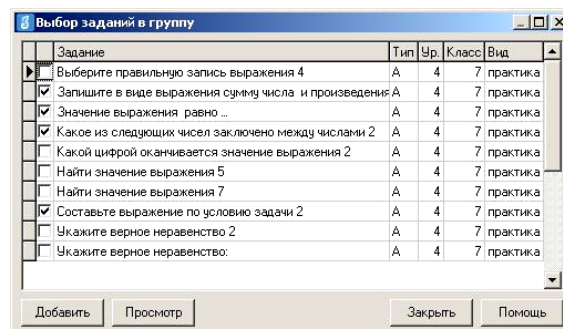 Выбор заданий в группу
Задание Тип Ур. Класс Вид
Выберите правильную запись выражения 4 А 4 7 практика
Запишите в виде выражения сумму числа и произведения А 4 7 практика
Значение выражения равно ... А 4 7 практика
Какое из следующих чисел заключено между числами 2 А 4 7 практика
Какой цифрой оканчивается значение выражения 2 А 4 7 практика
Найти значение выражения 5 А 4 7 практика
Найти значение выражения 7 А 4 7 практика
Составьте выражение по условию задачи 2 А 4 7 практика
Укажите верное неравенство 2 А 4 7 практика
Укажите верное неравенство: А 4 7 практика
Добавить Просмотр Закрыть Помощь